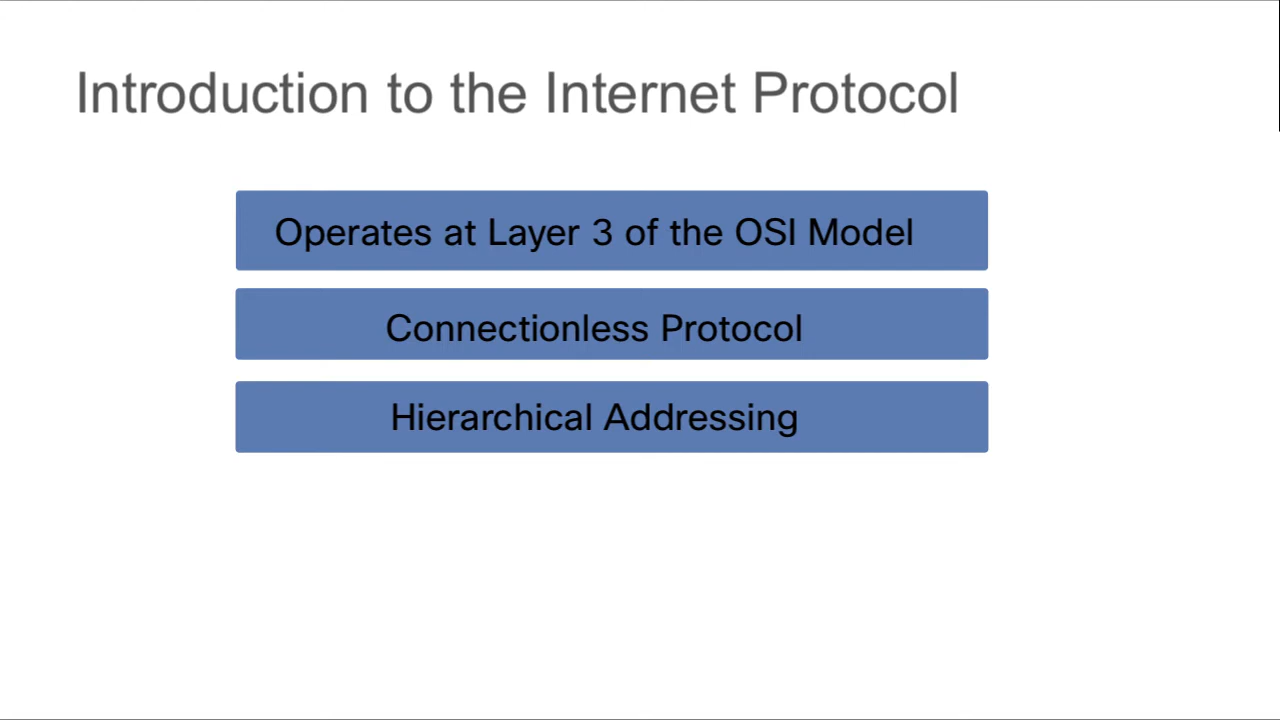 Introduction to the Internet Protocol
Operates at Layer 3 of the OSI Model
Connectionless Protocol
Hierarchical Addressing